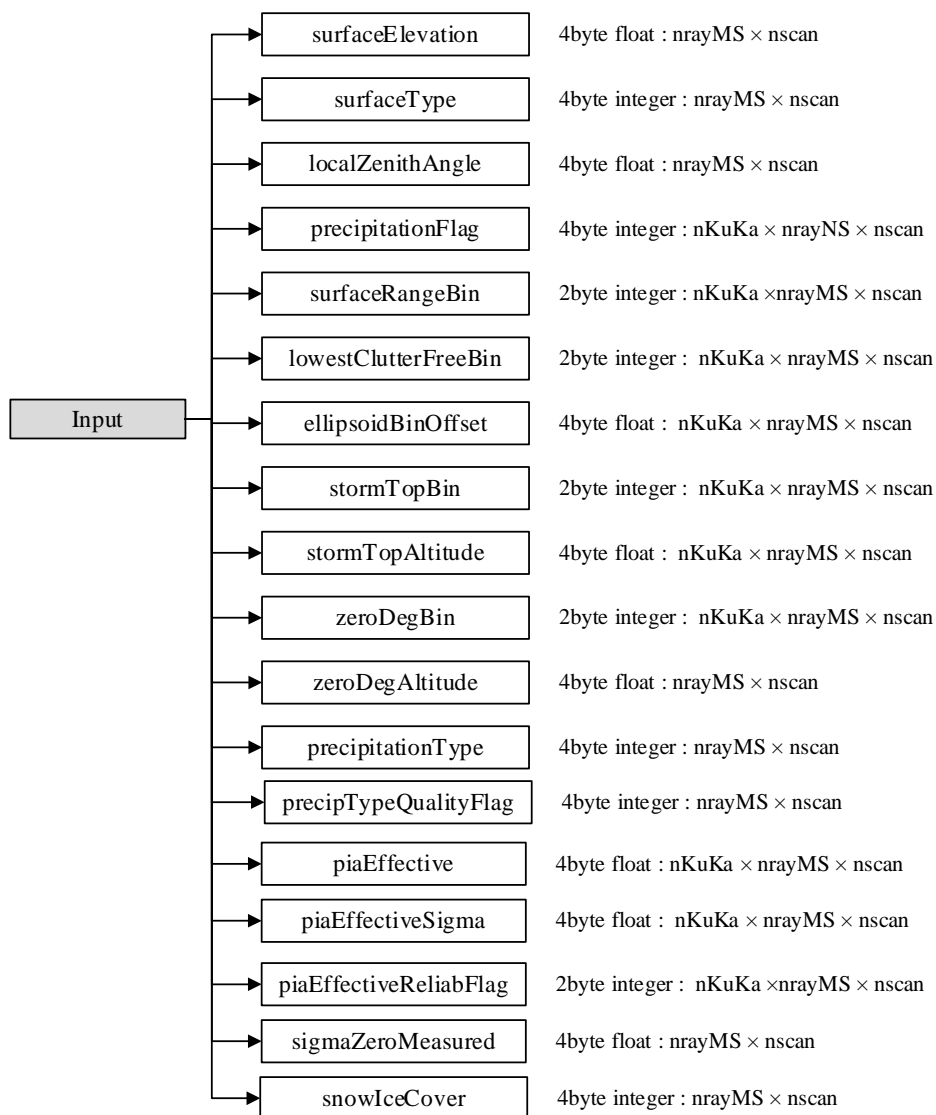 surfaceElevation 4byte float : nrayMS × nscan
surfaceType 4byte integer : nrayMS × nscan
localZenithAngle 4byte float : nrayMS × nscan
precipitationFlag 4byte integer : nKuKa × nrayNS × nscan
surfaceRangeBin 2byte integer : nKuKa ×nrayMS × nscan
lowestClutterFreeBin 2byte integer : nKuKa × nrayMS × nscan
Input
ellipsoidBinOffset 4byte float : nKuKa × nrayMS × nscan
stormTopBin 2byte integer : nKuKa × nrayMS × nscan
stormTopAltitude 4byte float : nKuKa × nrayMS × nscan
zeroDegBin 2byte integer : nKuKa × nrayMS × nscan
zeroDegAltitude 4byte float : nrayMS × nscan
precipitationType 4byte integer : nrayMS × nscan
precipTypeQualityFlag 4byte integer : nrayMS × nscan
piaEffective 4byte float : nKuKa × nrayMS × nscan
piaEffectiveSigma 4byte float : nKuKa × nrayMS × nscan
piaEffectiveReliabFlag 2byte integer : nKuKa ×nrayMS × nscan
sigmaZeroMeasured 4byte float : nrayMS × nscan
snowIceCover 4byte integer : nrayMS × nscan